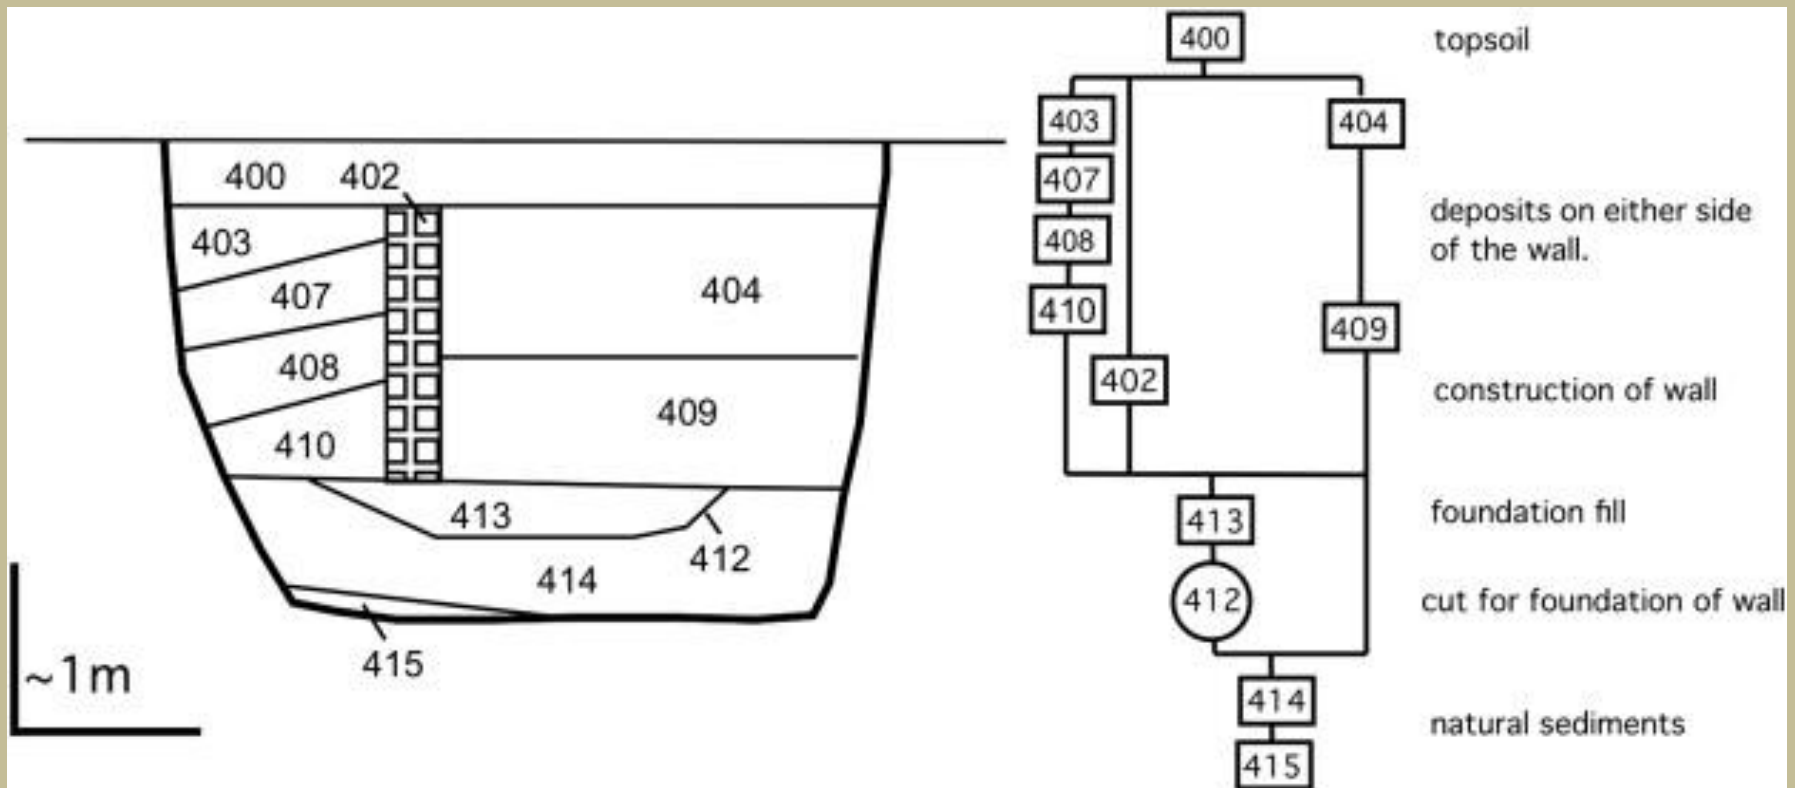 400 402
403
407
404
408
409
410
413
412
414
415
~1m
400 topsoil
403
404
407
deposits on either side
of the wall.
408
410
409
402 construction of wall
413 foundation fill
412 cut for foundation of wall
414
natural sediments
415